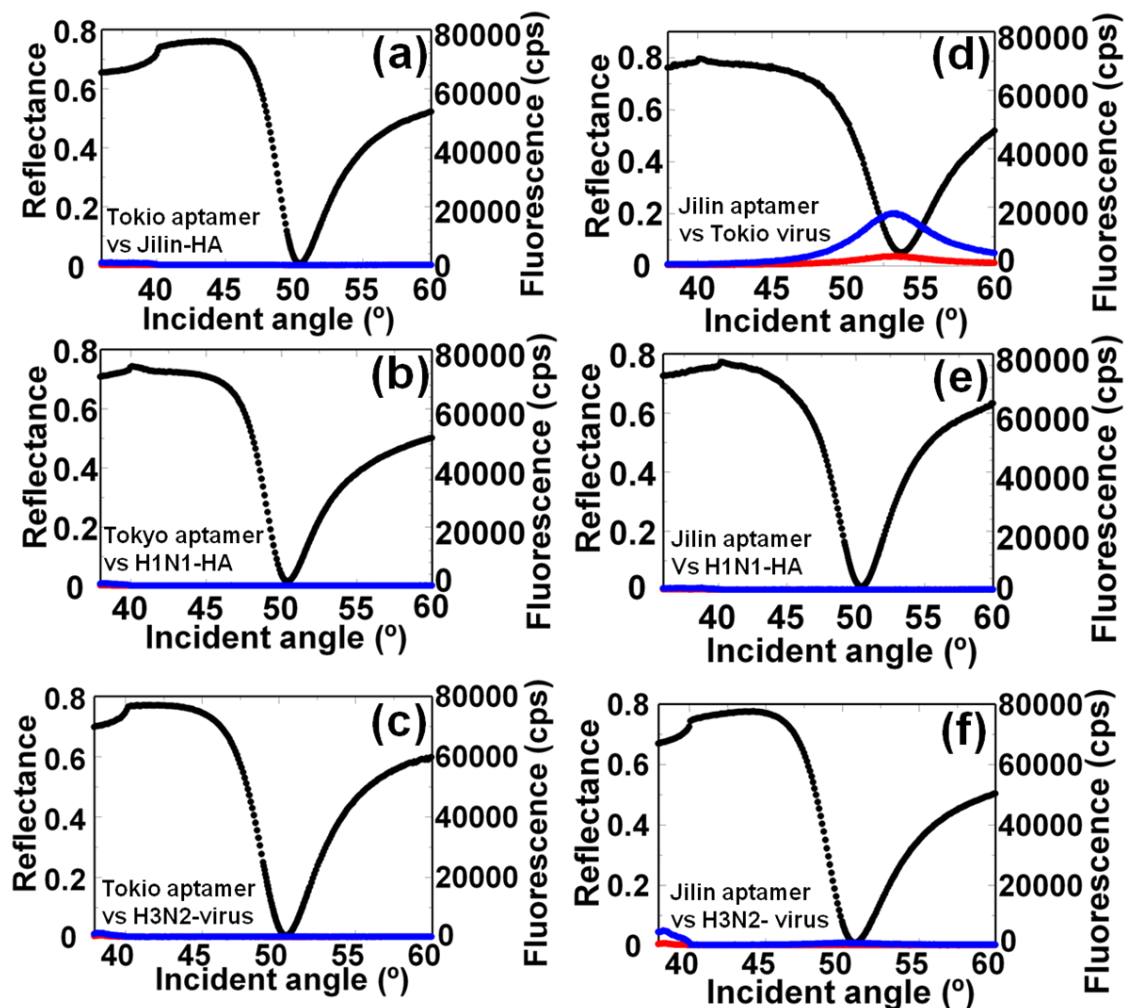 (a)
Reflectance
0.8
0.6
0.4
0.2
0
80000
60000
40000
20000
0
Fluorescence (cps)
Tokio aptamer
vs Jilin-HA
40 45 50 55 60
Incident angle (º)
(d)
Reflectance
0.8
0.6
0.4
0.2
0
80000
60000
40000
20000
0
Fluorescence (cps)
Jilin aptamer
vs Tokio virus
40 45 50 55 60
Incident angle (º)
(b)
Reflectance
0.8
0.6
0.4
0.2
0
80000
60000
40000
20000
0
Fluorescence (cps)
Tokyo aptamer
vs H1N1-HA
40 45 50 55 60
Incident angle (º)
(e)
Reflectance
0.8
0.6
0.4
0.2
0
80000
60000
40000
20000
0
Fluorescence (cps)
Jilin aptamer
Vs H1N1-HA
40 45 50 55 60
Incident angle (º)
(c)
Reflectance
0.8
0.6
0.4
0.2
0
80000
60000
40000
20000
0
Fluorescence (cps)
Tokio aptamer
vs H3N2-virus
40 45 50 55 60
Incident angle (º)
(f)
Reflectance
0.8
0.6
0.4
0.2
0
80000
60000
40000
20000
0
Fluorescence (cps)
Jilin aptamer
vs H3N2- virus
40 45 50 55 60
Incident angle (º)